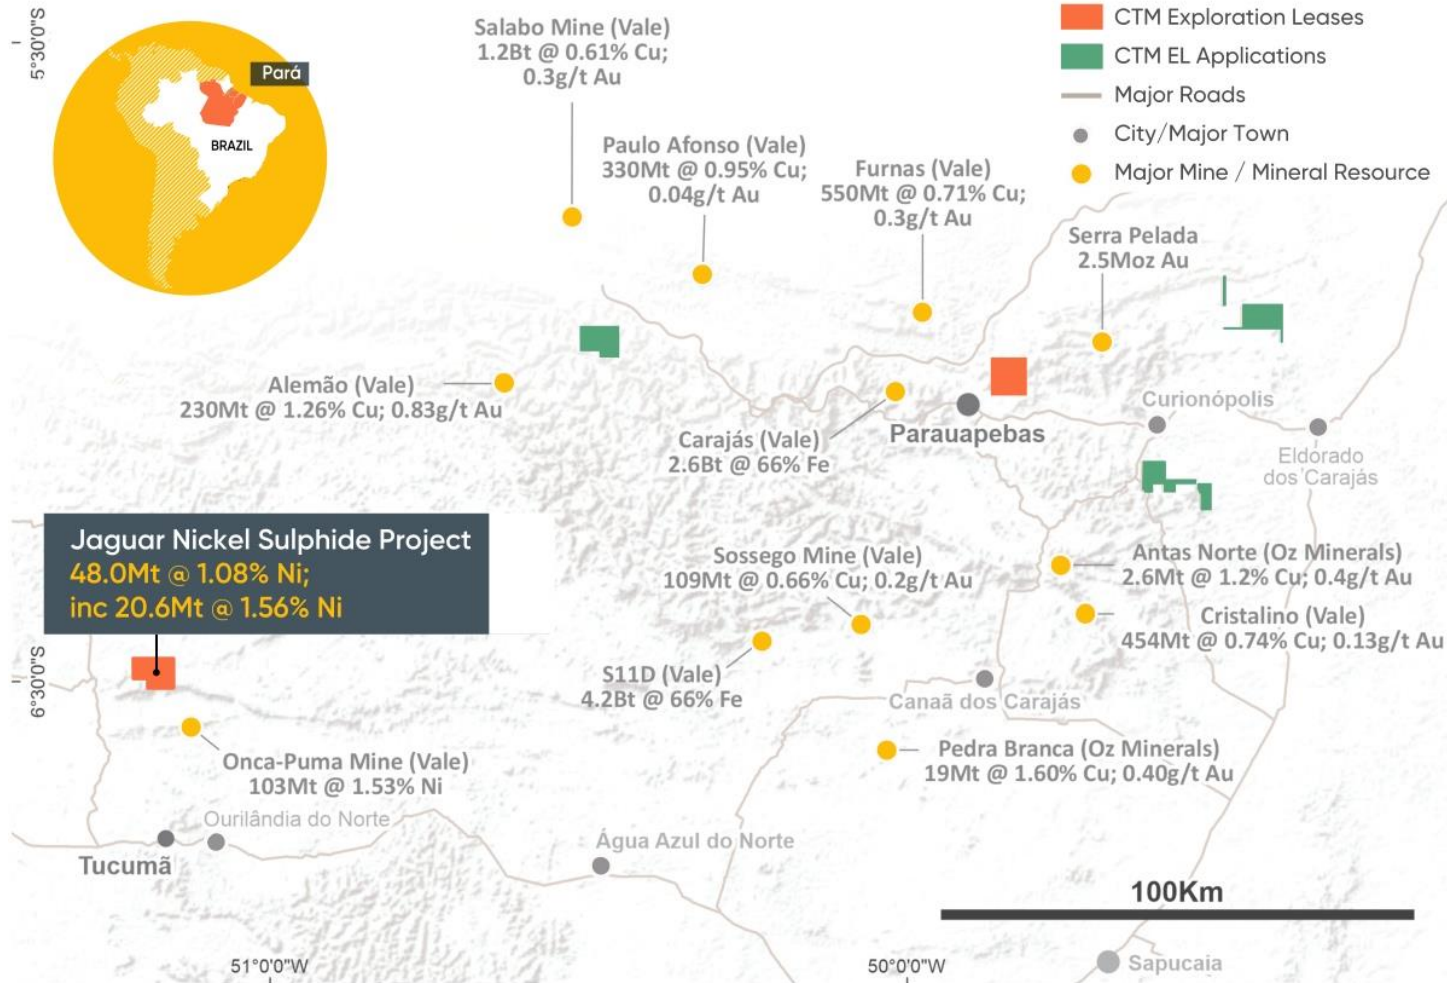 5°30'0"S
Pará
BRAZIL
CTM Exploration Leases
CTM EL Applications
Major Roads
City/Major Town
Major Mine / Mineral Resource
Salabo Mine (Vale)
1.2Bt @ 0.61% Cu;
0.3g/t Au
Paulo Afonso (Vale)
330Mt @ 0.95% Cu;
0.04g/t Au
Furnas (Vale)
550Mt @ 0.71% Cu;
0.3g/t Au
Serra Pelada
2.5Moz Au
Alemão (Vale)
230Mt @ 1.26% Cu; 0.83g/t Au
Carajás (Vale)
2.6Bt @ 66% Fe
Parauapebas
Curionópolis
Eldorado
dos Carajás
Jaguar Nickel Sulphide Project
48.0Mt @ 1.08% Ni;
inc 20.6Mt @ 1.56% Ni
Sossego Mine (Vale)
109Mt @ 0.66% Cu; 0.2g/t Au
Antas Norte (Oz Minerals)
2.6Mt @ 1.2% Cu; 0.4g/t Au
Cristalino (Vale)
454Mt @ 0.74% Cu; 0.13g/t Au
6°30'0"S
S11D (Vale)
4.2Bt @ 66% Fe
Canaã dos Carajás
Onca-Puma Mine (Vale)
103Mt @ 1.53% Ni
Pedra Branca (Oz Minerals)
19Mt @ 1.60% Cu; 0.40g/t Au
Ourilândia do Norte
Tucumã
Água Azul do Norte
100Km
51°0'0"W
50°0'0"W
Sapucaia